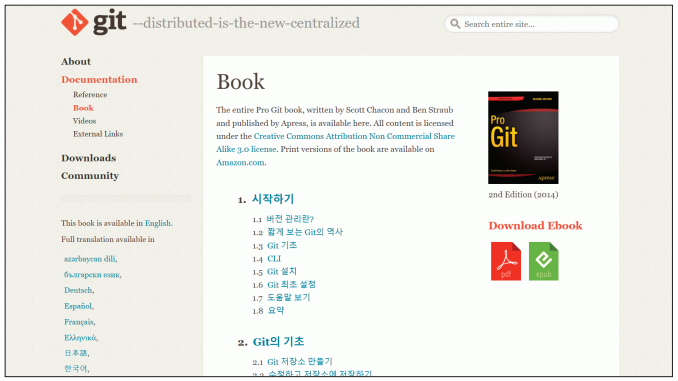 git --distributed-is-the-new-centralized
Search entire site...
About
Documentation
Reference
Book
Videos
External Links
Downloads
Community
This book is available in English.
Full translation available in
azərbaycan dili,
български език,
Deutsch,
Español,
Français,
Ελληνικά,
日本語,
한국어,
Book
The entire Pro Git book, written by Scott Chacon and Ben Straub
and published by Apress, is available here. All content is licensed
under the Creative Commons Attribution Non Commercial Share
Alike 3.0 license. Print versions of the book are available on
Amazon.com.
1. 시작하기
1.1 버전 관리란?
1.2 짧게 보는 Git의 역사
1.3 Git 기초
1.4 CLI
1.5 Git 설치
1.6 Git 최초 설정
1.7 도움말 보기
1.8 요약
2. Git의 기초
2.1 Git 저장소 만들기
2.2 수정하고 저장소에 저장하기
Pro
Git
Apress
2nd Edition (2014)
Download Ebook
pdf
epub